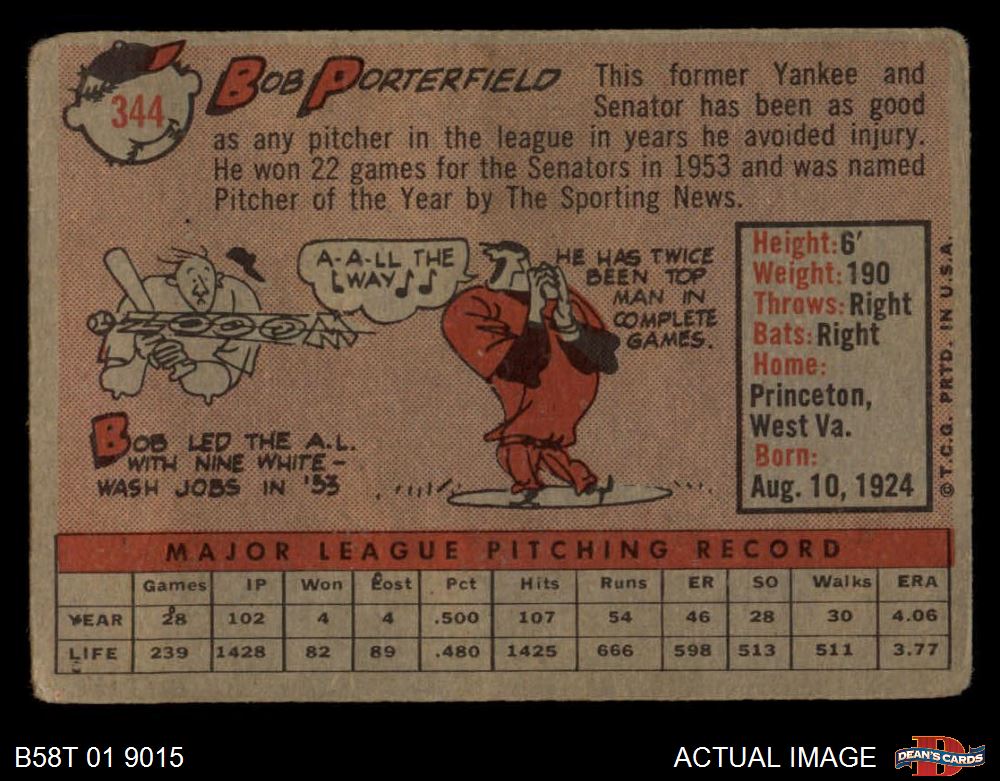 344
BOB PORTERFIELD
This former Yankee and
Senator has been as good
as any pitcher in the league in years he avoided injury.
He won 22 games for the Senators in 1953 and was named
Pitcher of the Year by The Sporting News.
ZOOOM
A-A-LL THE
WAY
HE HAS TWICE
BEEN TOP
MAN IN
COMPLETE
GAMES.
BOB LED THE A.L.
WITH NINE WHITE-
WASH JOBS IN '53
Height: 6'
Weight: 190
Throws: Right
Bats: Right
Home:
Princeton,
West Va.
Born:
Aug. 10, 1924
© T.C.G. PRTD. IN U.S.A.
MAJOR LEAGUE PITCHING RECORD
Games IP Won Lost Pct Hits Runs ER SO Walks ERA
YEAR 28 102 4 4 .500 107 54 46 28 30 4.06
LIFE 239 1428 82 89 .480 1425 666 598 513 511 3.77
B58T 01 9015
ACTUAL IMAGE
D
DEAN'S CARDS